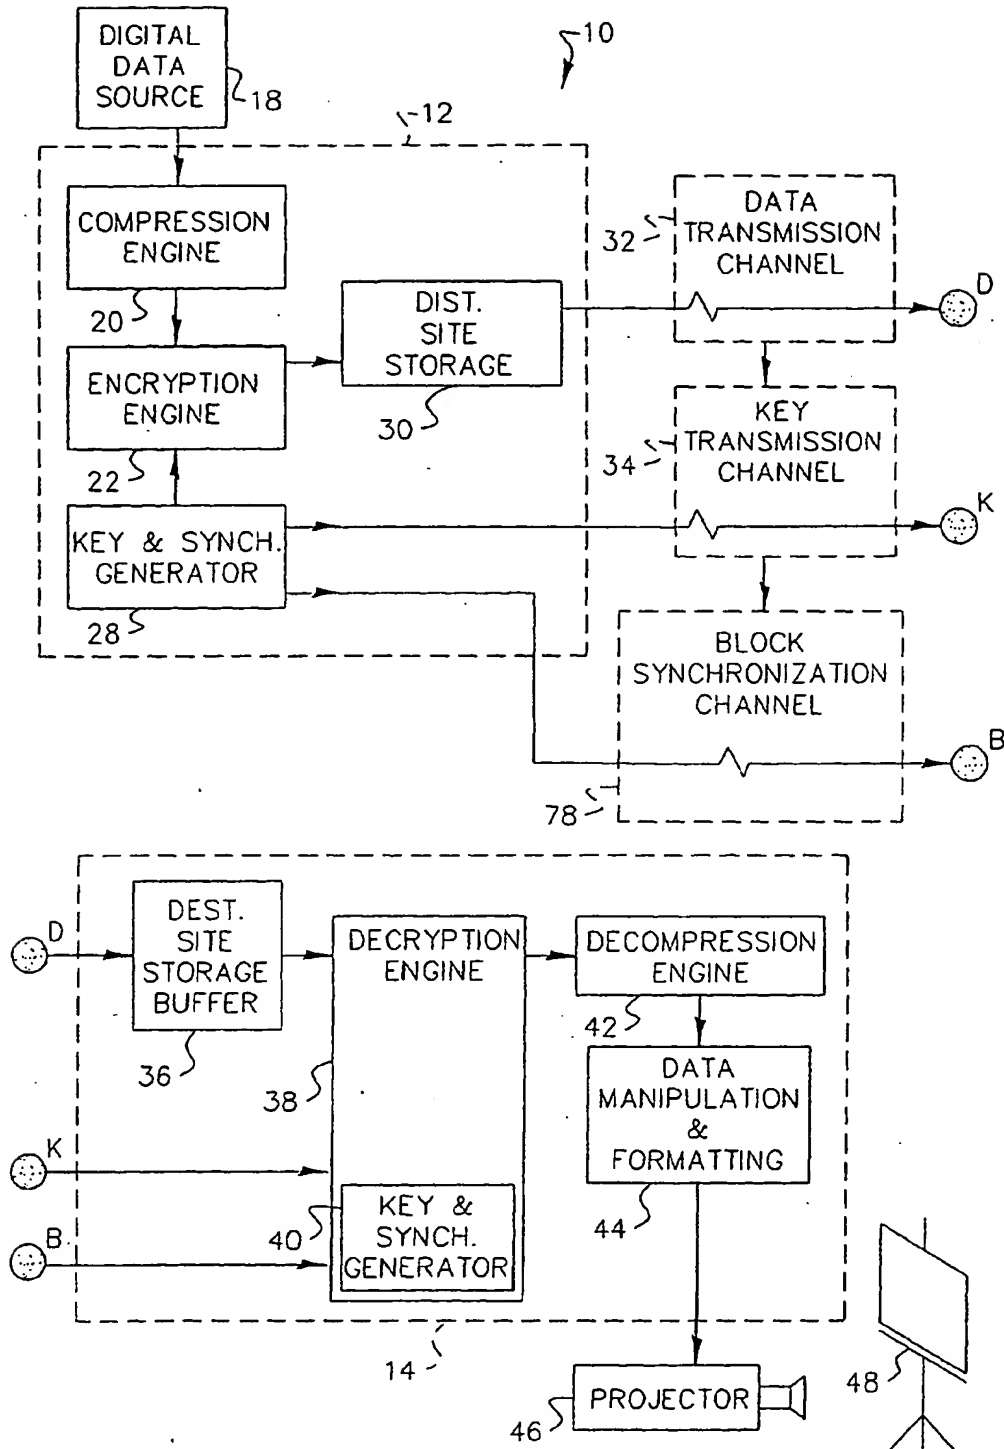 DIGITAL
DATA
SOURCE
18
10
12
COMPRESSION
ENGINE
20
ENCRYPTION
ENGINE
22
KEY & SYNCH.
GENERATOR
28
DIST.
SITE
STORAGE
30
DATA
TRANSMISSION
CHANNEL
32
D
KEY
TRANSMISSION
CHANNEL
34
K
BLOCK
SYNCHRONIZATION
CHANNEL
78
B
D
DEST.
SITE
STORAGE
BUFFER
36
DECRYPTION
ENGINE
38
K
B
KEY &
SYNCH.
GENERATOR
40
DECOMPRESSION
ENGINE
42
DATA
MANIPULATION
&
FORMATTING
44
14
PROJECTOR
46
48